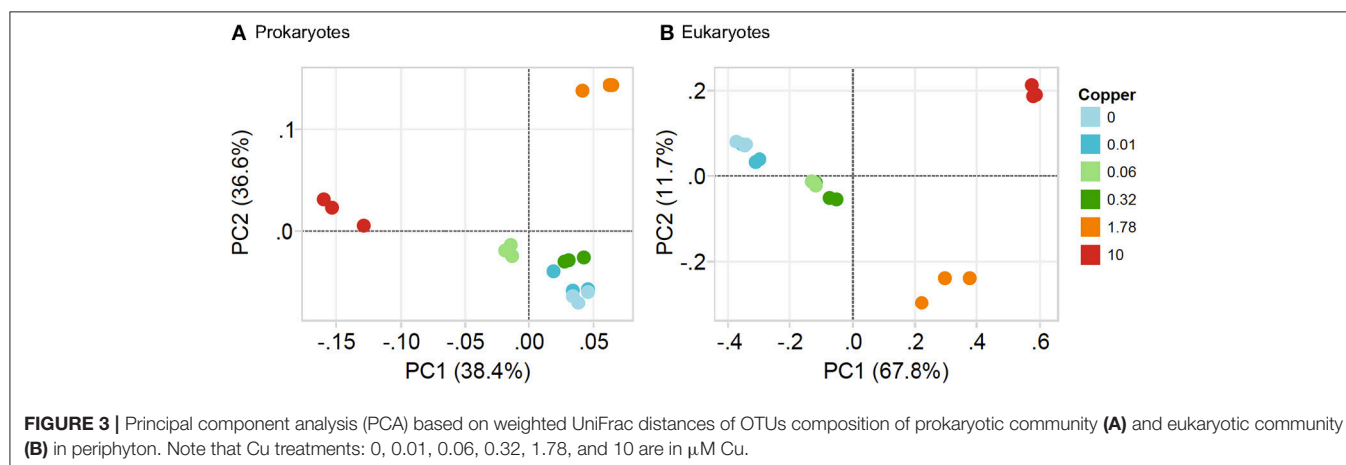 A Prokaryotes
PC2 (36.6%)
.1
.0
-.15 -.10 -.05 .00 .05
PC1 (38.4%)
B Eukaryotes
PC2 (11.7%)
.2
.0
-.2
-.4 -.2 .0 .2 .4 .6
PC1 (67.8%)
Copper
0
0.01
0.06
0.32
1.78
10
FIGURE 3 | Principal component analysis (PCA) based on weighted UniFrac distances of OTUs composition of prokaryotic community (A) and eukaryotic community
(B) in periphyton. Note that Cu treatments: 0, 0.01, 0.06, 0.32, 1.78, and 10 are in μM Cu.